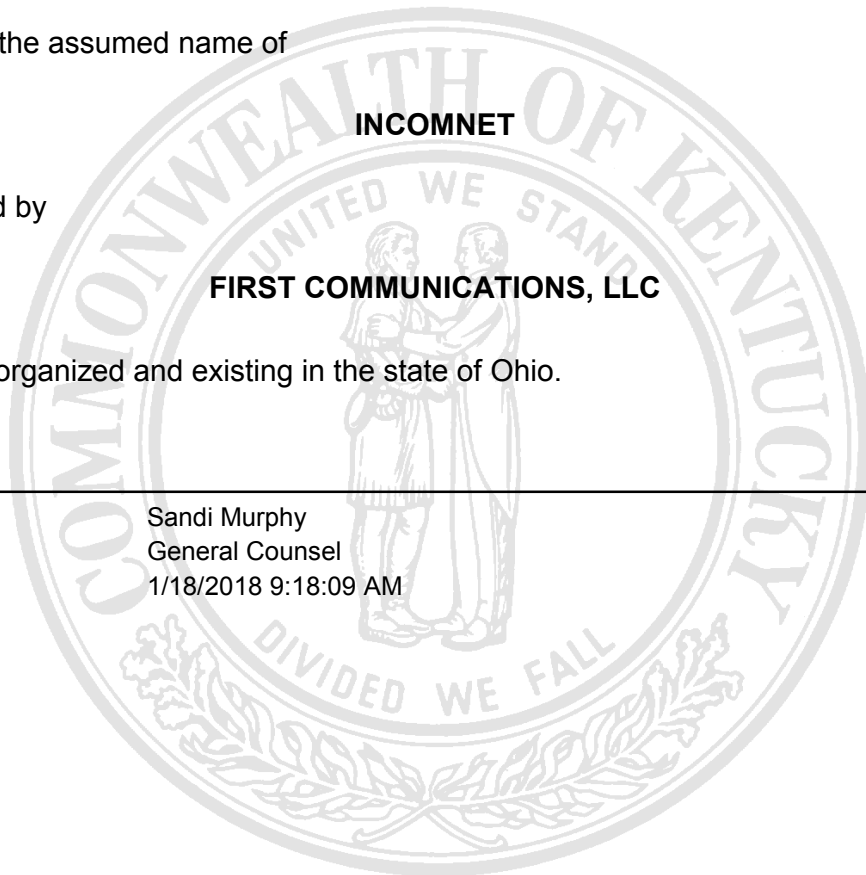 the assumed name of
INCOMNET
d by
FIRST COMMUNICATIONS, LLC
organized and existing in the state of Ohio.
Sandi Murphy
General Counsel
1/18/2018 9:18:09 AM
COMMONWEALTH OF KENTUCKY
UNITED WE STAND
DIVIDED WE FALL